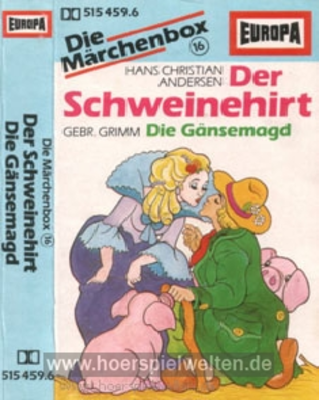 EUROPA
Die Märchenbox 16
Der Schweinehirt
Die Gänsemagd
515 459.6
515 459.6
Die
Märchenbox
16
EUROPA
HANS CHRISTIAN
ANDERSEN
Der
Schweinehirt
GEBR. GRIMM Die Gänsemagd
www.hoerspielwelten.de